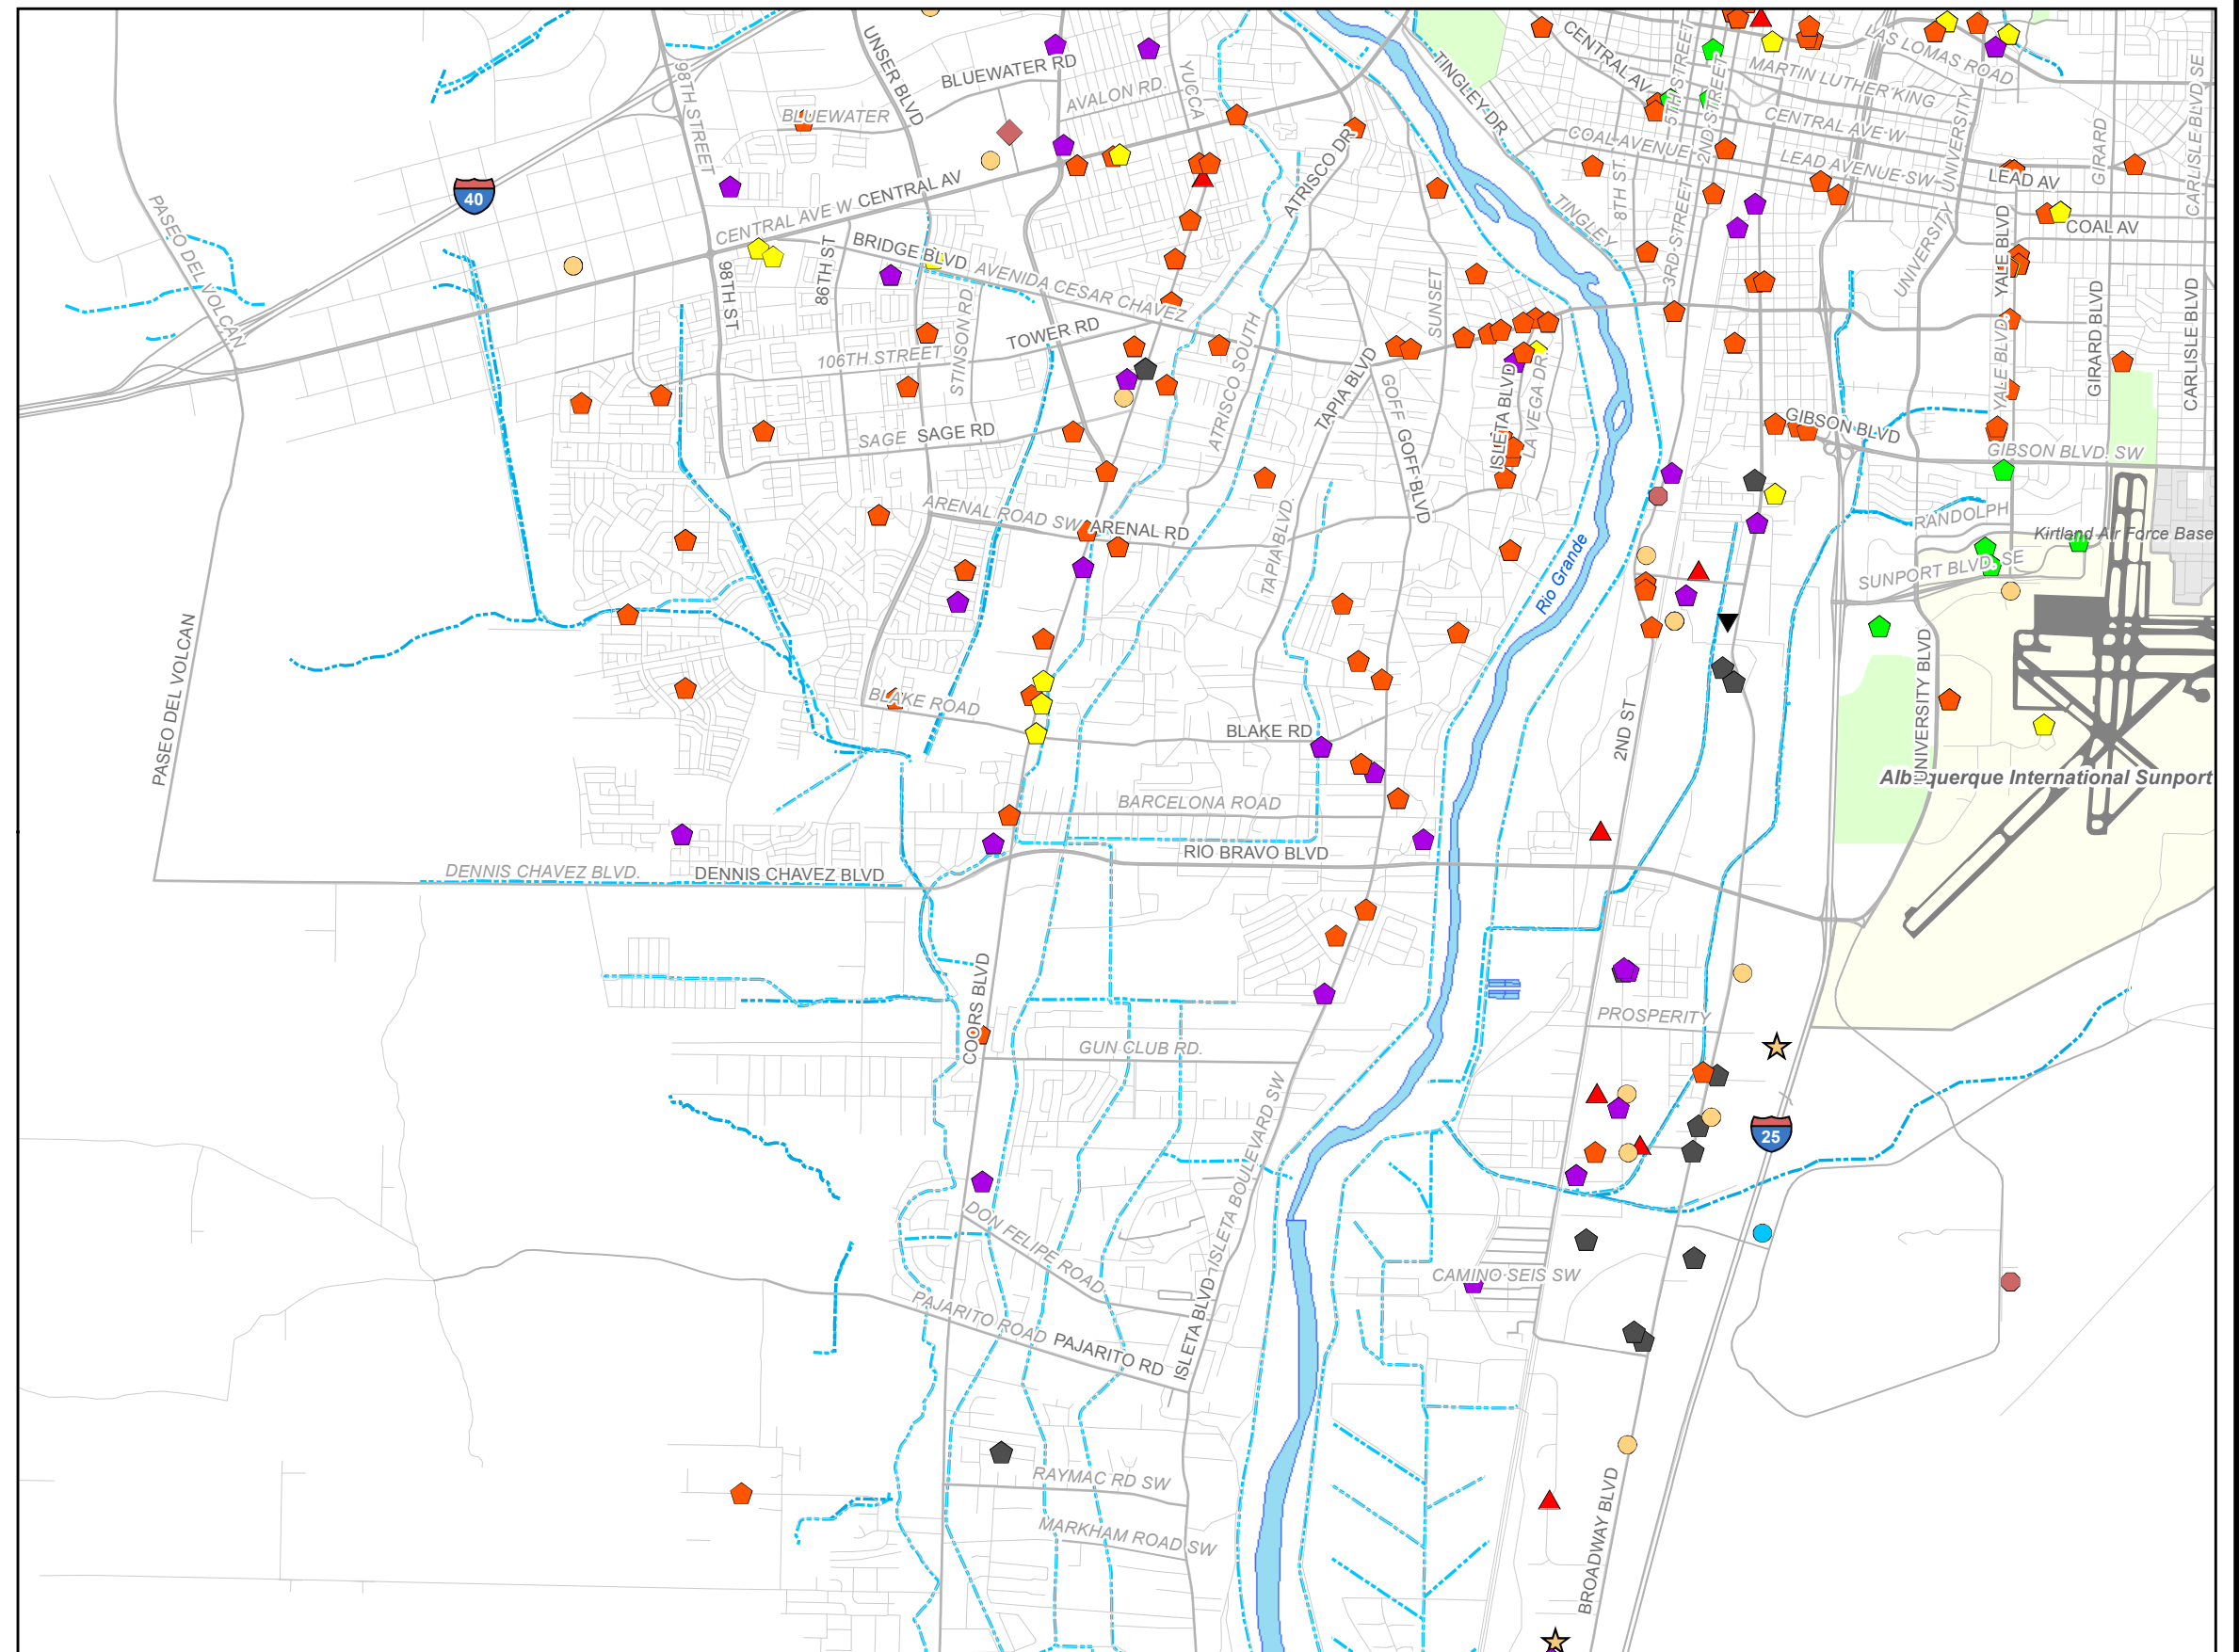 UNSER BLVD
BLUEWATER RD
98TH STREET
BLUEWATER
AVALON RD.
YUCCA
TINGLEY DR
CENTRAL AV
5TH STREET
2ND STREET
MARTIN LUTHER KING
LAS LOMAS ROAD
CARLISLE BLVD SE
CENTRAL AVE W
COAL AVENUE
LEAD AVENUE SW
UNIVERSITY
UNIVERSITY
GIRARD
LEAD AV
COAL AV
40
PASEO DEL VOLCAN
CENTRAL AVE W
CENTRAL AV
ATRISCO DR
TINGLEY
8TH ST.
3RD STREET
YALE BLVD
98TH ST
86TH ST
BRIDGE BLVD
AVENIDA CESAR CHAVEZ
STINSON RD.
TOWER RD
106TH STREET
SUNSET
ATRISCO SOUTH
TAPIA BLVD
GOFF
GOFF BLVD
ISLETA BLVD
LA VEGA DR.
YALE BLVD.
GIRARD BLVD
CARLISLE BLVD
GIBSON BLVD
GIBSON BLVD. SW
SAGE
SAGE RD
ARENAL ROAD SW
ARENAL RD
TAPIA BLVD.
Rio Grande
RANDOLPH
Kirtland Air Force Base
SUNPORT BLVD. SE
PASEO DEL VOLCAN
BLAKE ROAD
BLAKE RD
2ND ST
UNIVERSITY BLVD
Albuquerque International Sunport
BARCELONA ROAD
RIO BRAVO BLVD
DENNIS CHAVEZ BLVD.
DENNIS CHAVEZ BLVD
COORS BLVD
GUN CLUB RD.
PROSPERITY
25
ISLETA BOULEVARD SW
DON FELIPE ROAD
CAMINO SEIS SW
PAJARITO ROAD
PAJARITO RD
ISLETA BLVD
RAYMAC RD SW
MARKHAM ROAD SW
BROADWAY BLVD